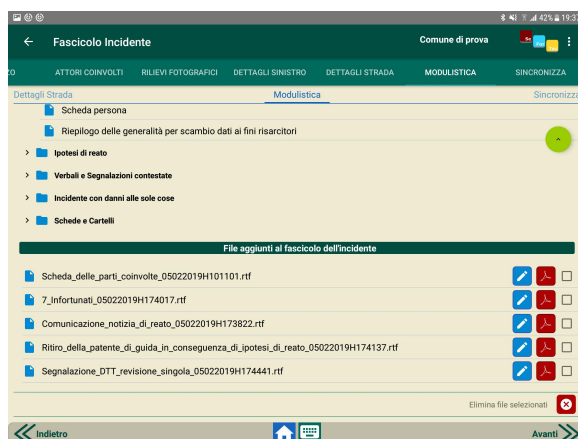 42% 19:37
Fascicolo Incidente
Comune di prova
ZO ATTORI COINVOLTI RILIEVI FOTOGRAFICI DETTAGLI SINISTRO DETTAGLI STRADA MODULISTICA SINCRONIZZA
Dettagli Strada Modulistica Sincronizza
Scheda persona
Riepilogo delle generalità per scambio dati ai fini risarcitori
Ipotesi di reato
Verbali e Segnalazioni contestate
Incidente con danni alle sole cose
Schede e Cartelli
File aggiunti al fascicolo dell'incidente
Scheda_delle_parti_coinvolte_05022019H101101.rtf
7_Infortunati_05022019H174017.rtf
Comunicazione_notizia_di_reato_05022019H173822.rtf
Ritiro_della_patente_di_guida_in_conseguenza_di_ipotesi_di_reato_05022019H174137.rtf
Segnalazione_DTT_revisione_singola_05022019H174441.rtf
Elimina file selezionati
Indietro
Avanti